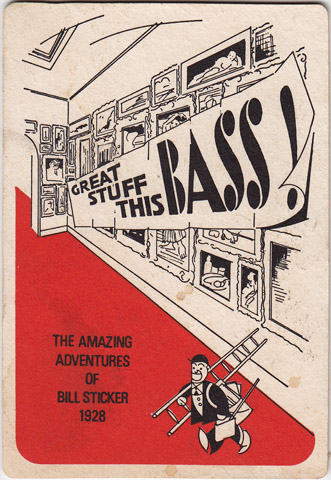 GREAT
STUFF
THIS BASS!
THE AMAZING
ADVENTURES
OF
BILL STICKER
1928